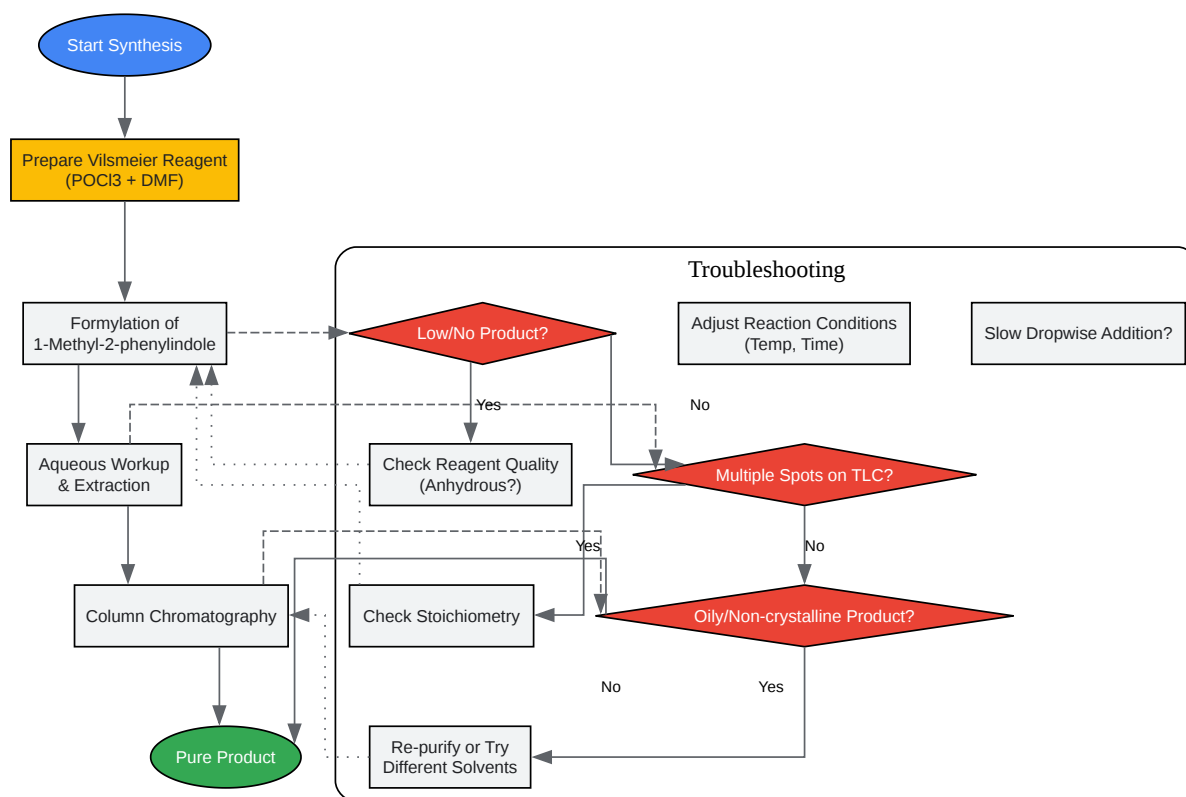 Start Synthesis
Prepare Vilsmeier Reagent
(POCl3 + DMF)
Troubleshooting
Formylation of
1-Methyl-2-phenylindole
Low/No Product?
Adjust Reaction Conditions
(Temp, Time)
Slow Dropwise Addition?
Yes
No
Aqueous Workup
& Extraction
Check Reagent Quality
(Anhydrous?)
Multiple Spots on TLC?
Yes
No
Column Chromatography
Check Stoichiometry
Oily/Non-crystalline Product?
No
Yes
Pure Product
Re-purify or Try
Different Solvents